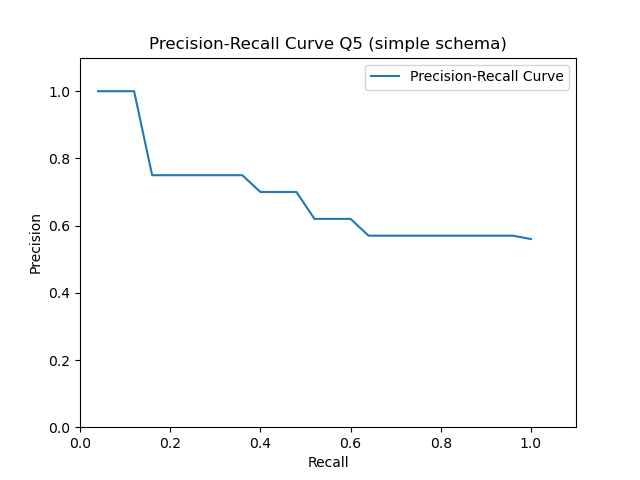 Precision-Recall Curve Q5 (simple schema)
Precision-Recall Curve
1.0
0.8
0.6
0.4
0.2
0.0
Precision
0.0 0.2 0.4 0.6 0.8 1.0
Recall